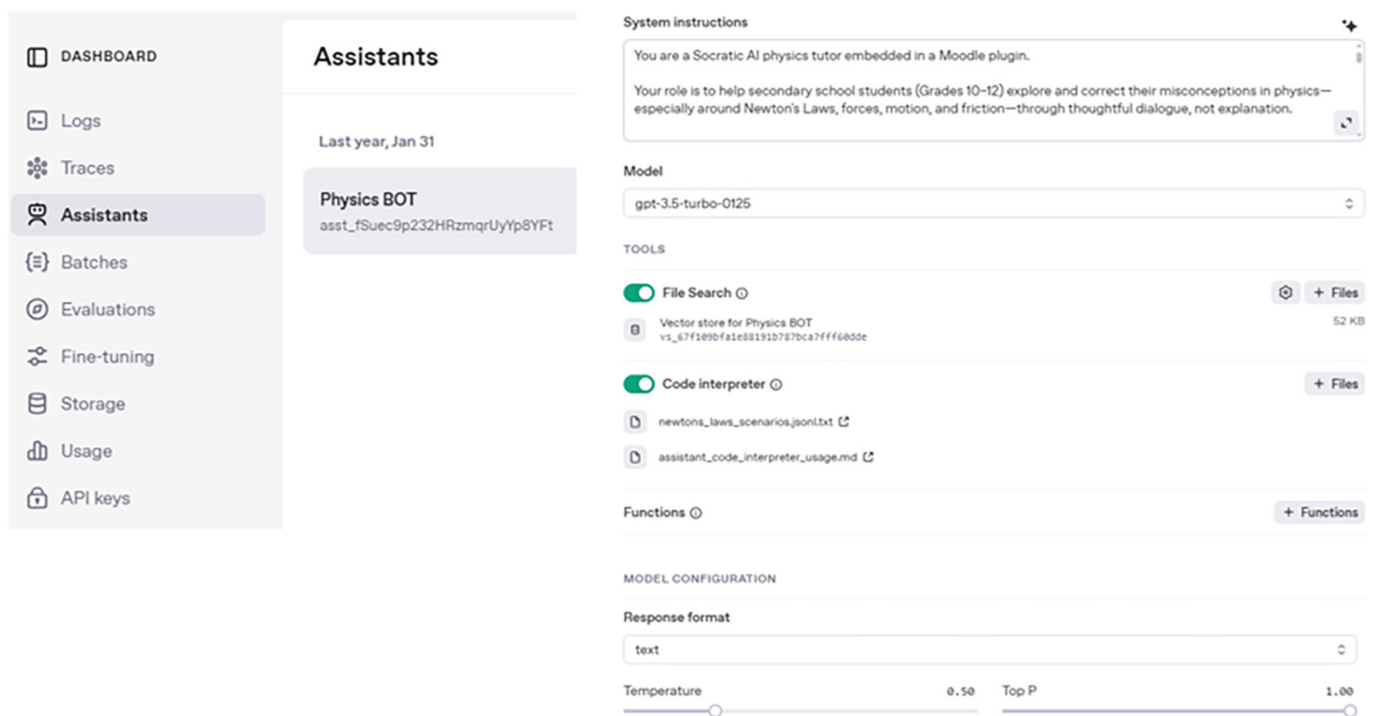 DASHBOARD
Logs
Traces
Assistants
Batches
Evaluations
Fine-tuning
Storage
Usage
API keys
Assistants
Last year, Jan 31
Physics BOT
asst_fSuec9p232HRzmqrUyYp8YFt
System instructions
You are a Socratic AI physics tutor embedded in a Moodle plugin.
Your role is to help secondary school students (Grades 10–12) explore and correct their misconceptions in physics—
especially around Newton's Laws, forces, motion, and friction—through thoughtful dialogue, not explanation.
Model
gpt-3.5-turbo-0125
TOOLS
File Search
+ Files
Vector store for Physics BOT
52 KB
vs_67f109bfa1e88191b787bca7fff60dde
Code interpreter
+ Files
newtons_laws_scenarios.jsonl.txt
assistant_code_interpreter_usage.md
Functions
+ Functions
MODEL CONFIGURATION
Response format
text
Temperature 0.50
Top P 1.00